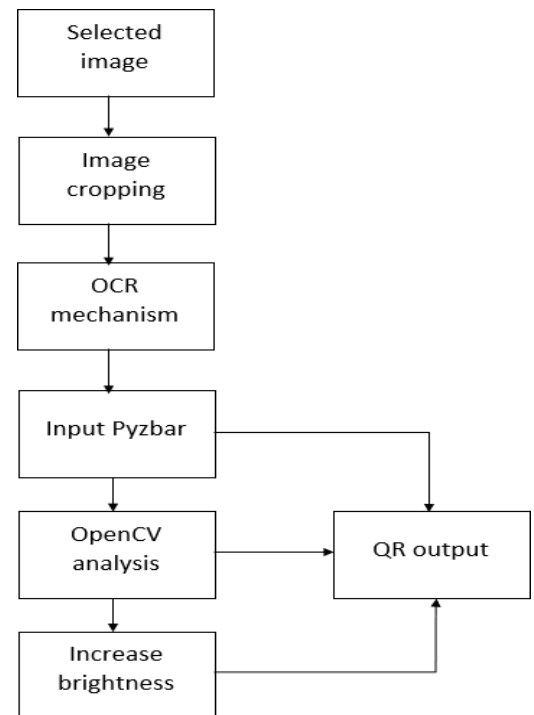 Selected
image
Image
cropping
OCR
mechanism
Input Pyzbar
OpenCV
analysis
QR output
Increase
brightness